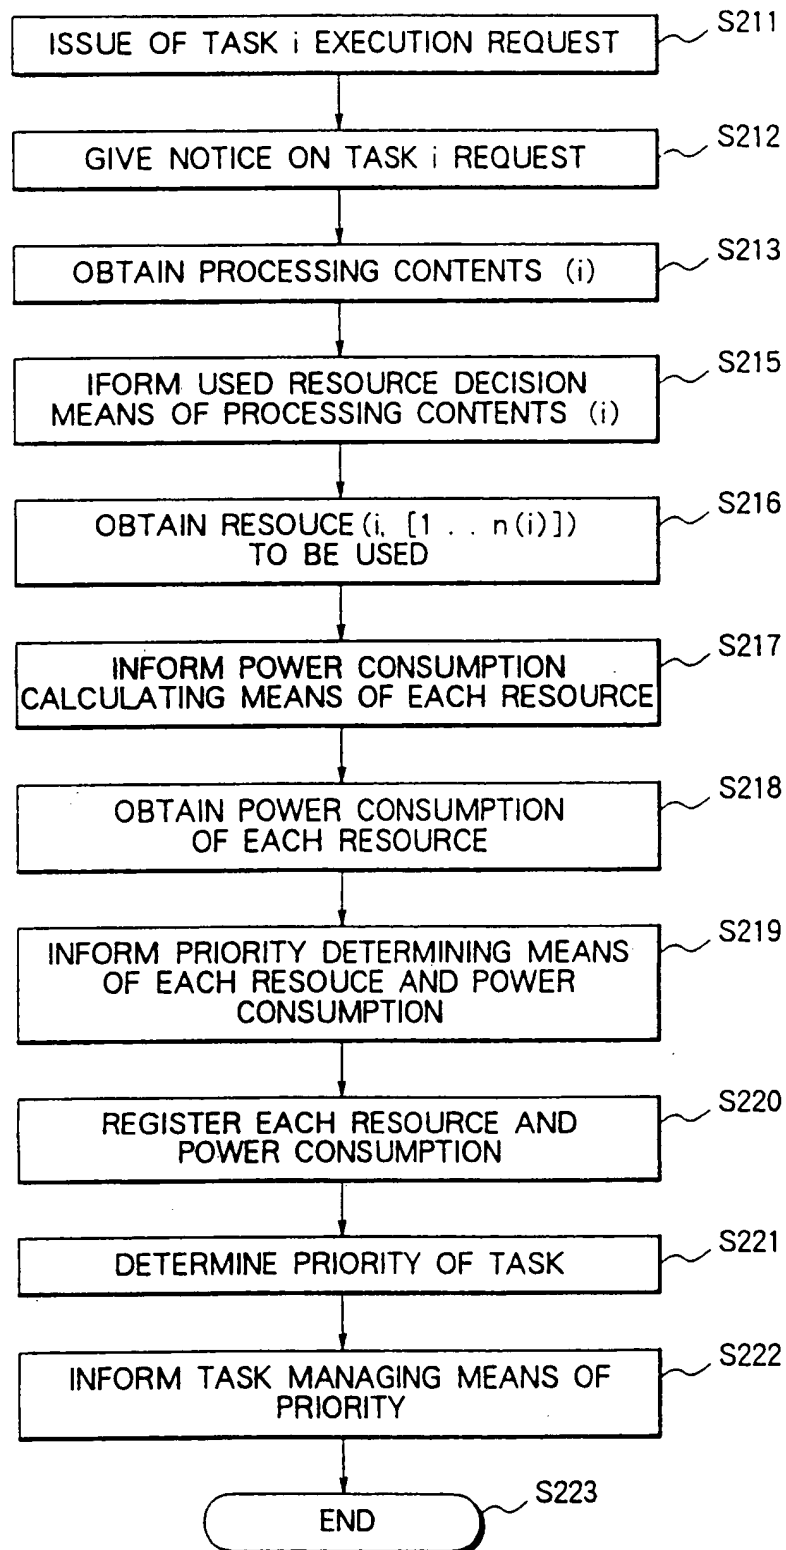 S211
ISSUE OF TASK i EXECUTION REQUEST
S212
GIVE NOTICE ON TASK i REQUEST
S213
OBTAIN PROCESSING CONTENTS (i)
S215
IFORM USED RESOURCE DECISION
MEANS OF PROCESSING CONTENTS (i)
S216
OBTAIN RESOUCE (i, [1 . . n(i)])
TO BE USED
S217
INFORM POWER CONSUMPTION
CALCULATING MEANS OF EACH RESOURCE
S218
OBTAIN POWER CONSUMPTION
OF EACH RESOURCE
S219
INFORM PRIORITY DETERMINING MEANS
OF EACH RESOUCE AND POWER
CONSUMPTION
S220
REGISTER EACH RESOURCE AND
POWER CONSUMPTION
S221
DETERMINE PRIORITY OF TASK
S222
INFORM TASK MANAGING MEANS OF
PRIORITY
S223
END